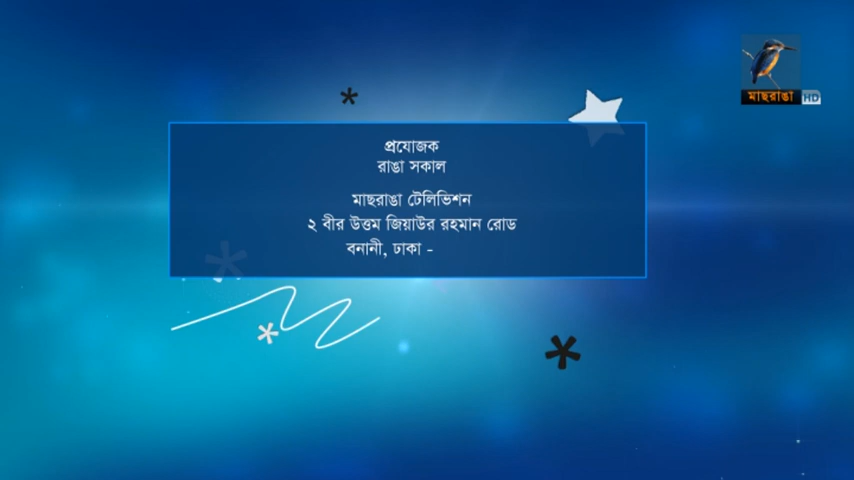 মাছরাঙা HD
প্রযোজক
রাঙা সকাল
মাছরাঙা টেলিভিশন
২ বীর উত্তম জিয়াউর রহমান রোড
বনানী, ঢাকা -